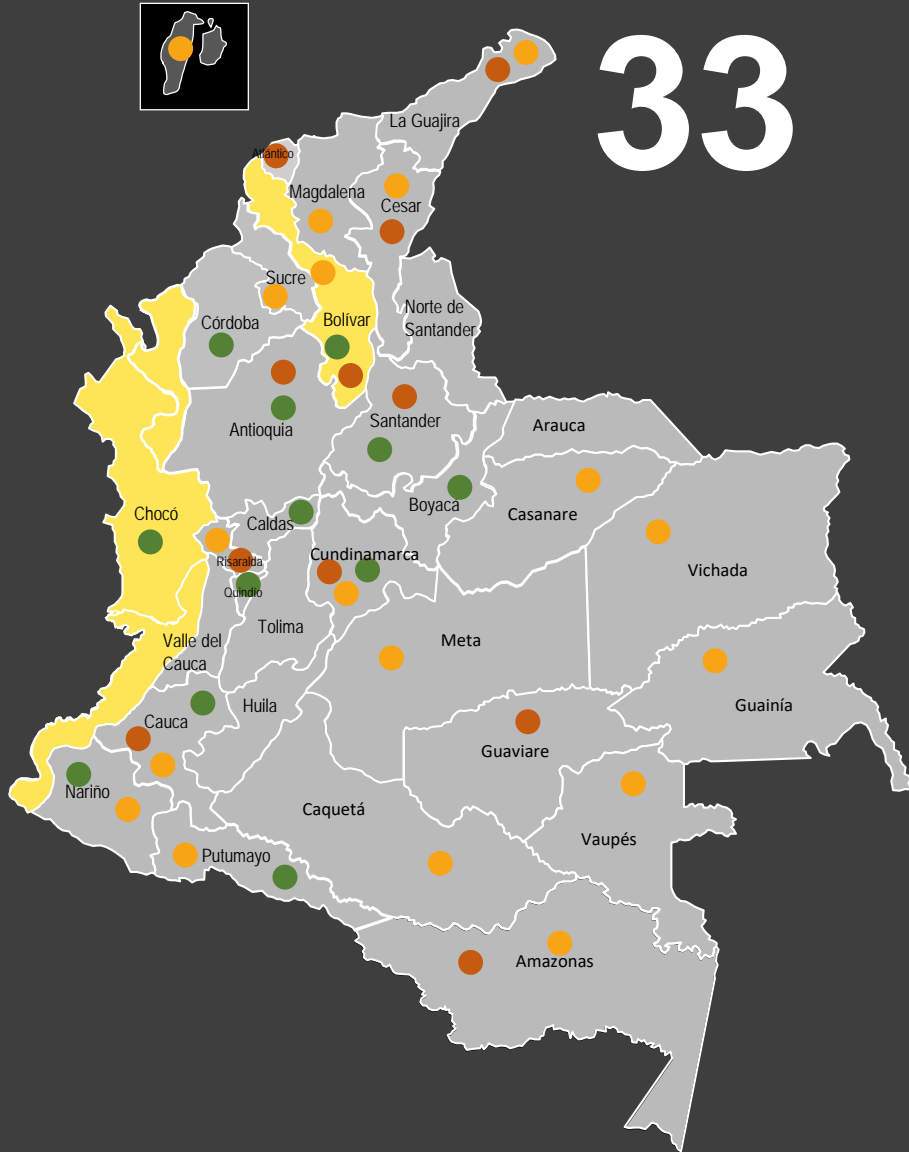 33
La Guajira
Atlántico
Magdalena
Cesar
Sucre
Norte de
Santander
Bolívar
Córdoba
Santander
Antioquia
Arauca
Boyacá
Casanare
Chocó
Caldas
Cundinamarca
Risaralda
Vichada
Quindío
Tolima
Meta
Valle del
Cauca
Guainía
Huila
Cauca
Guaviare
Nariño
Caquetá
Vaupés
Putumayo
Amazonas